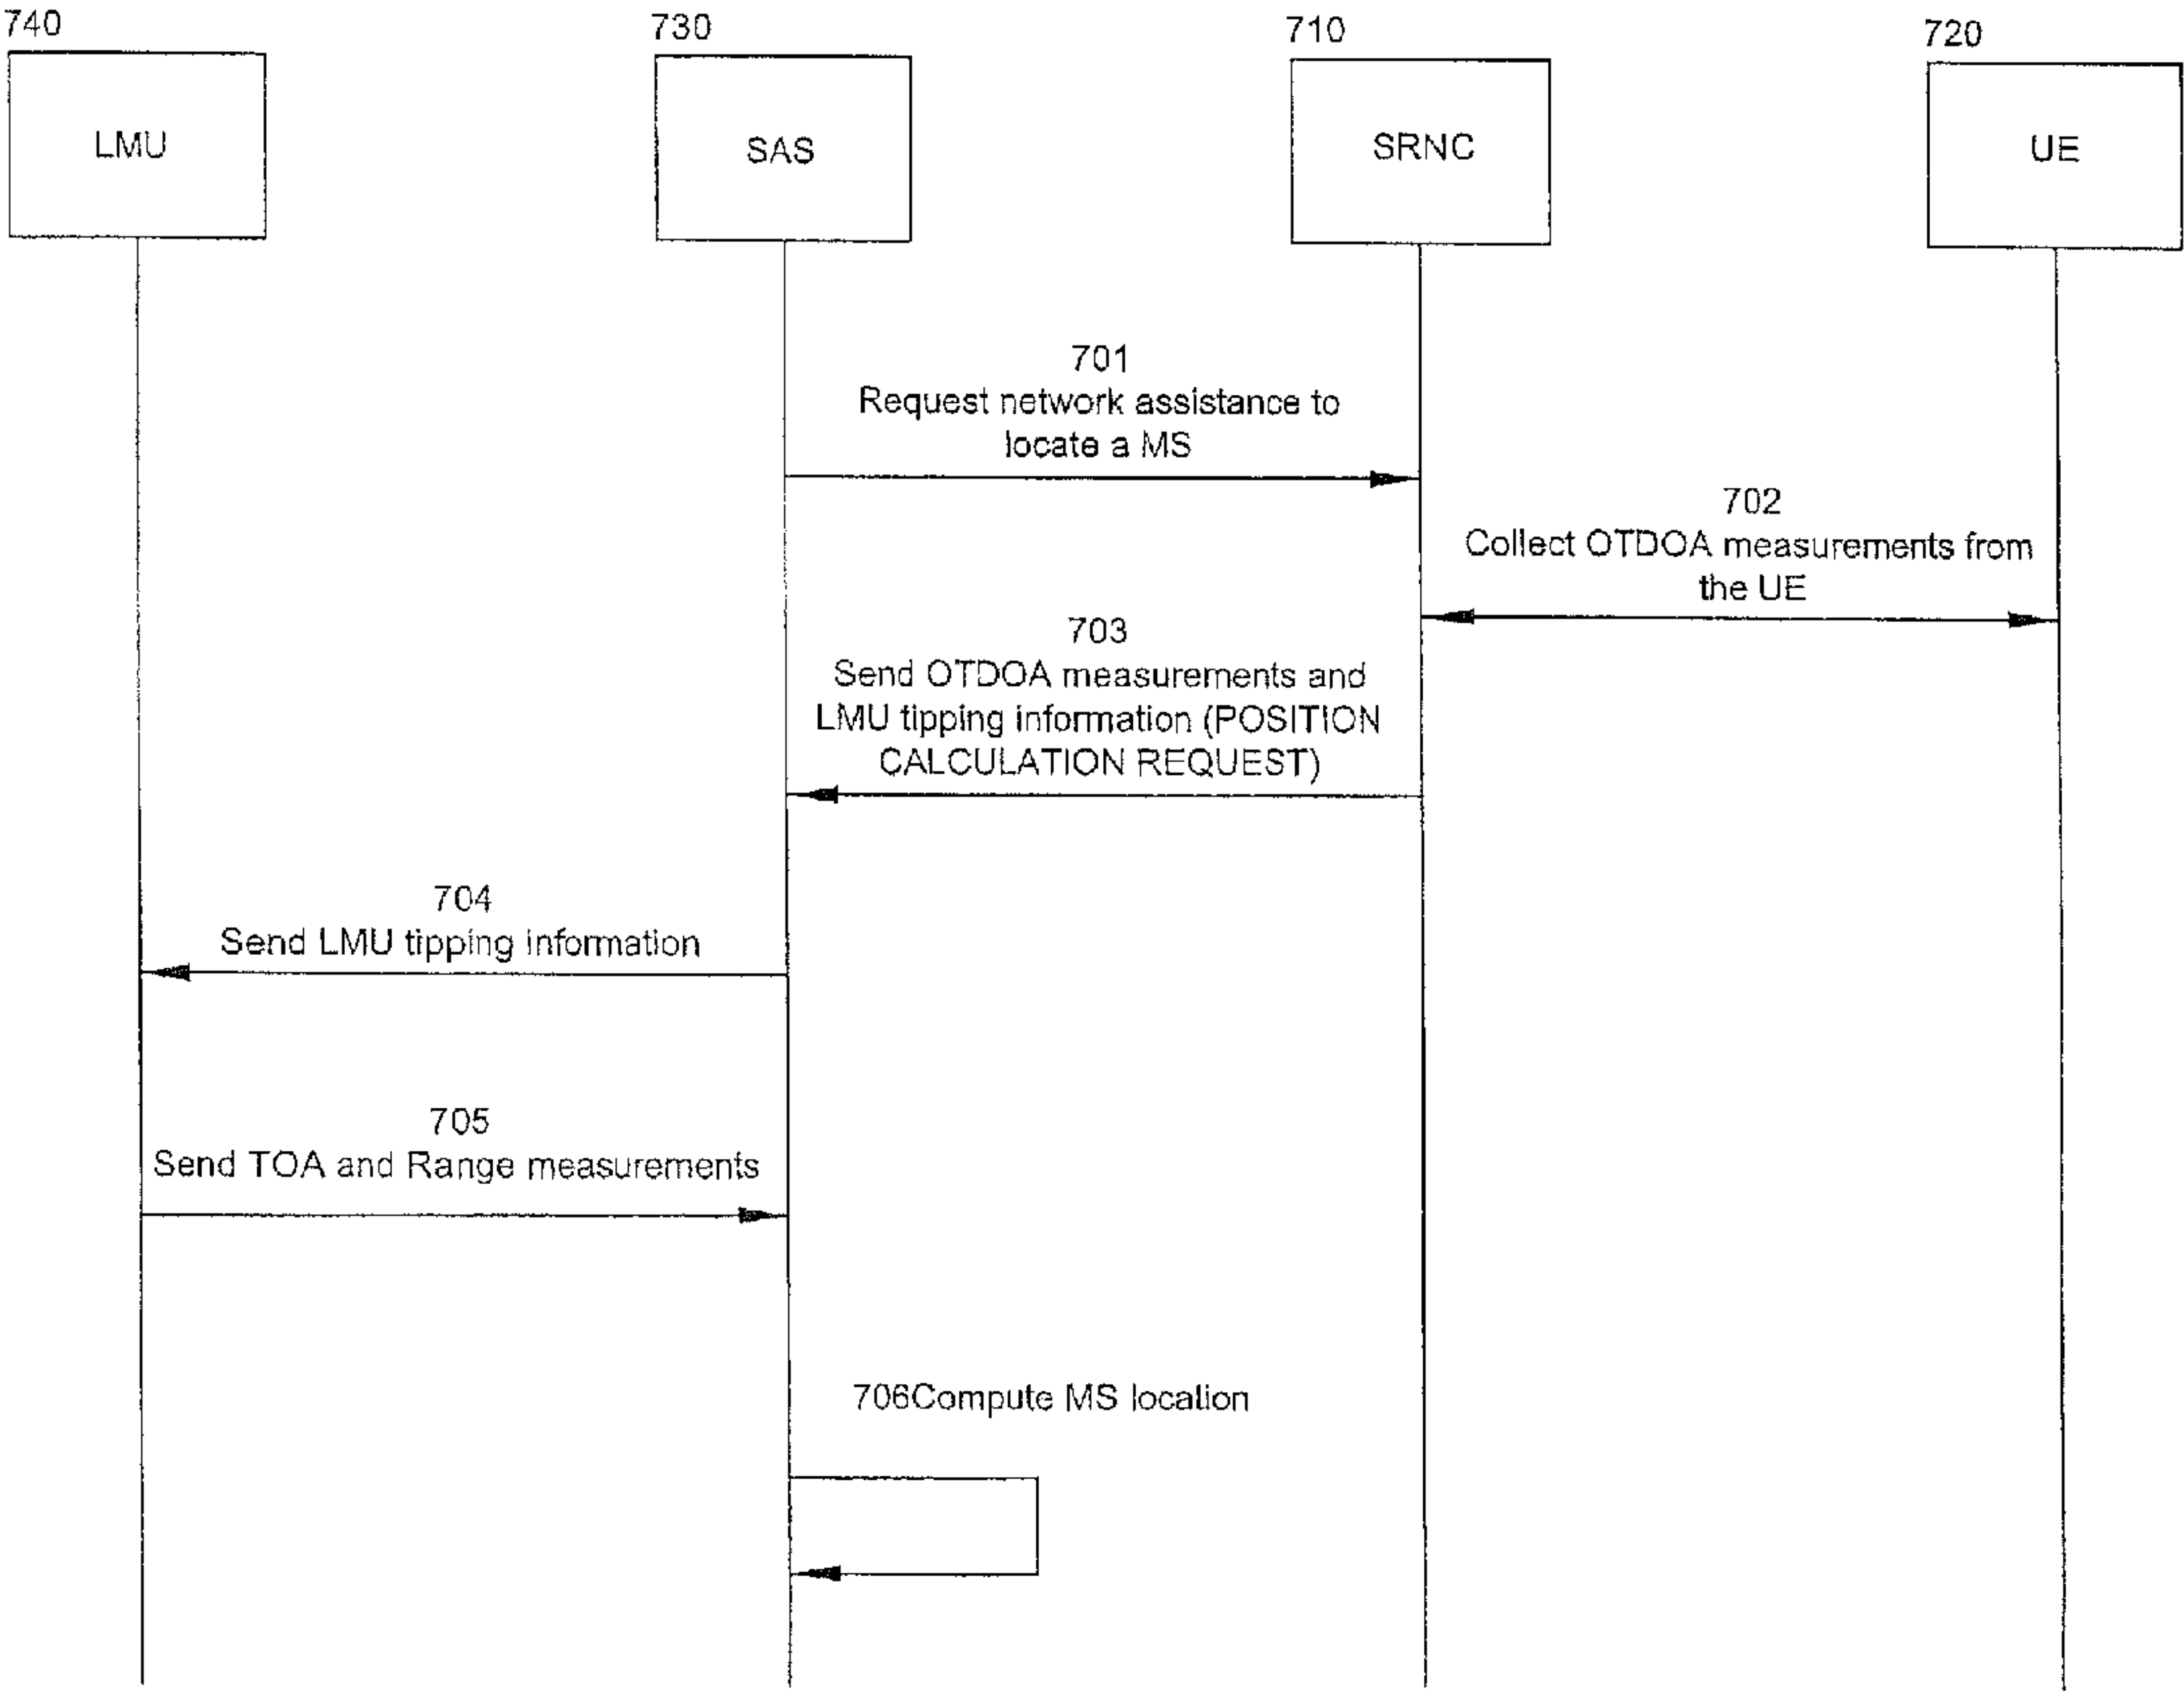 740
730
710
720
LMU
SAS
SRNC
UE
701
Request network assistance to
locate a MS
702
Collect OTDOA measurements from
the UE
703
Send OTDOA measurements and
LMU tipping information (POSITION
CALCULATION REQUEST)
704
Send LMU tipping information
705
Send TOA and Range measurements
706Compute MS location